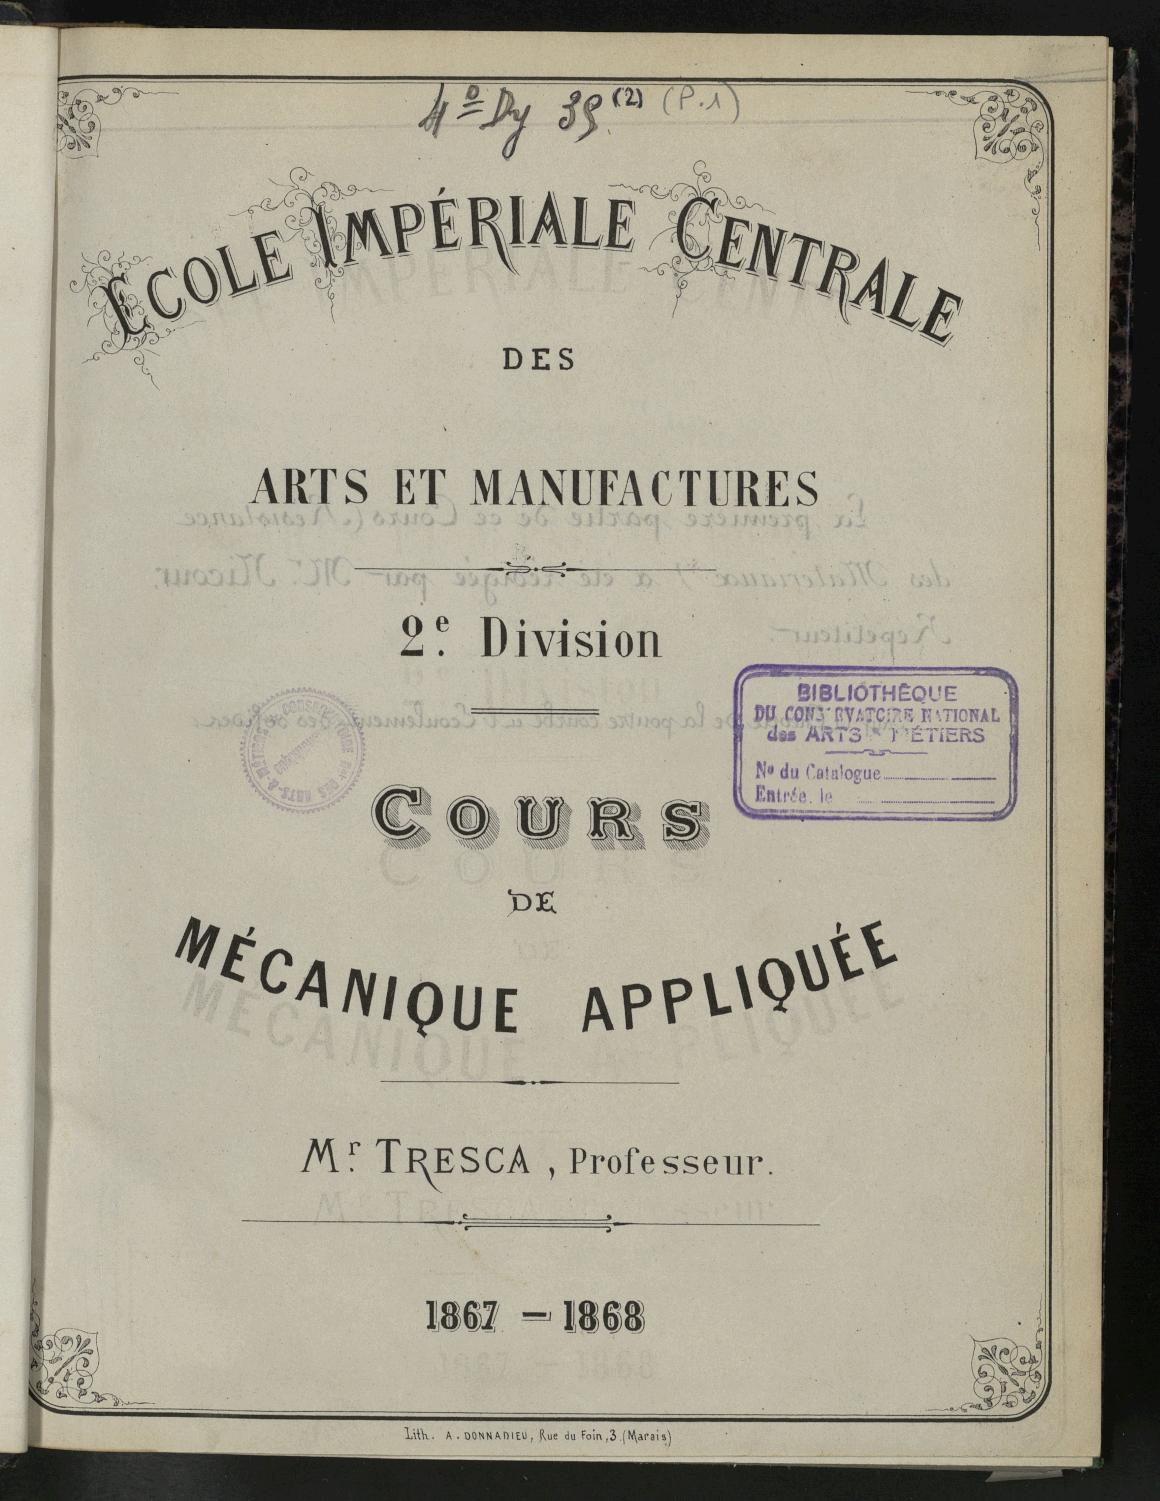 4º Dy 39 (2) (P.1)
ECOLE IMPÉRIALE CENTRALE
DES
ARTS ET MANUFACTURES
2e. Division
BIBLIOTHÈQUE
DU CONSERVATOIRE NATIONAL
des ARTS & MÉTIERS
No du Catalogue
Entrée, le
COURS
DE
MÉCANIQUE APPLIQUÉE
Mr. TRESCA, Professeur.
1867 – 1868
Lith. A. DONNADIEU, Rue du Foin, 3. (Marais)